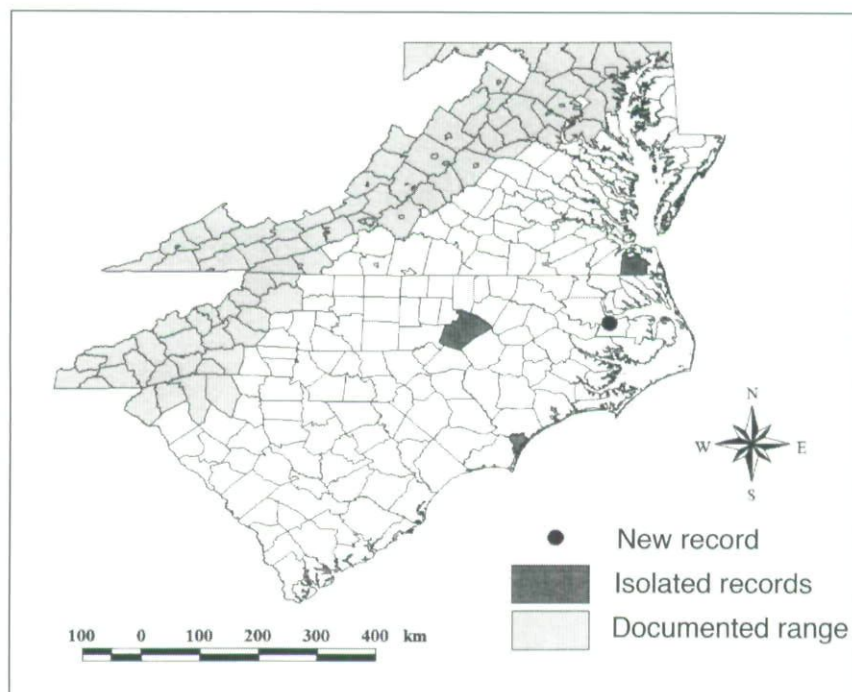 N
W E
S
New record
Isolated records
Documented range
100 0 100 200 300 400 km